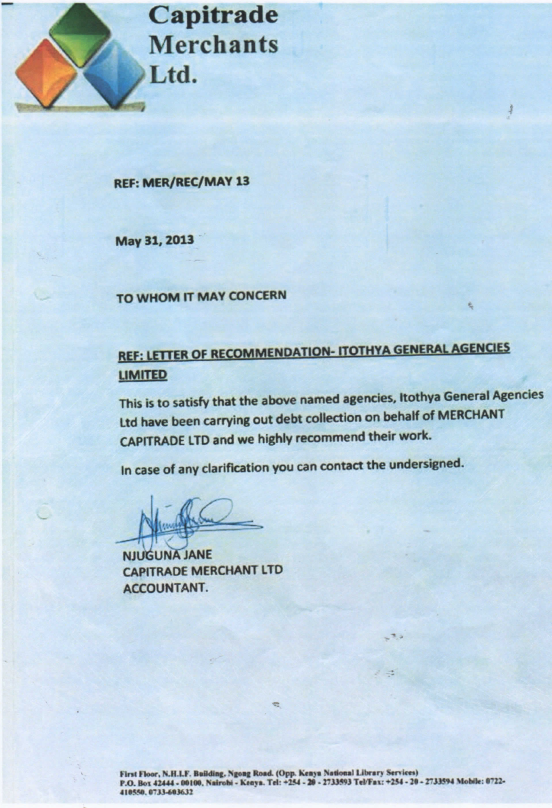 Capitrade
Merchants
Ltd.
REF: MER/REC/MAY 13
May 31, 2013
TO WHOM IT MAY CONCERN
REF: LETTER OF RECOMMENDATION- ITOTHYA GENERAL AGENCIES
LIMITED
This is to satisfy that the above named agencies, Itothya General Agencies
Ltd have been carrying out debt collection on behalf of MERCHANT
CAPITRADE LTD and we highly recommend their work.
In case of any clarification you can contact the undersigned.
NJUGUNA JANE
CAPITRADE MERCHANT LTD
ACCOUNTANT.
First Floor, N.H.I.F. Building, Ngong Road. (Opp. Kenya National Library Services)
P.O. Box 42444 - 00100, Nairobi - Kenya. Tel: +254 - 20 - 2733593 Tel/Fax: +254 - 20 - 2733594 Mobile: 0722-
410550, 0733-603632